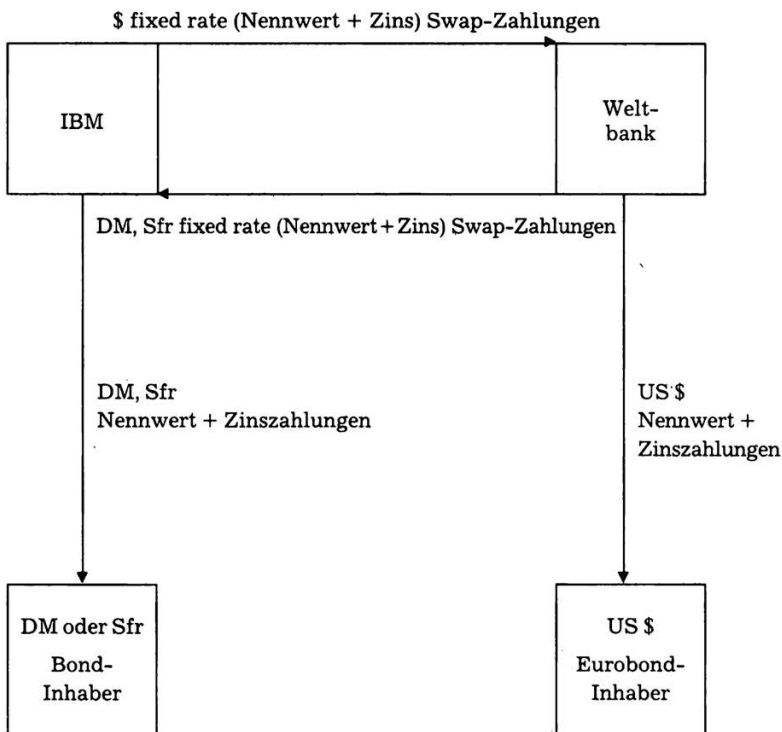 $ fixed rate (Nennwert + Zins) Swap-Zahlungen
IBM
Welt-
bank
DM, Sfr fixed rate (Nennwert+Zins) Swap-Zahlungen
DM, Sfr
Nennwert + Zinszahlungen
US $
Nennwert +
Zinszahlungen
DM oder Sfr
Bond-
Inhaber
US $
Eurobond-
Inhaber